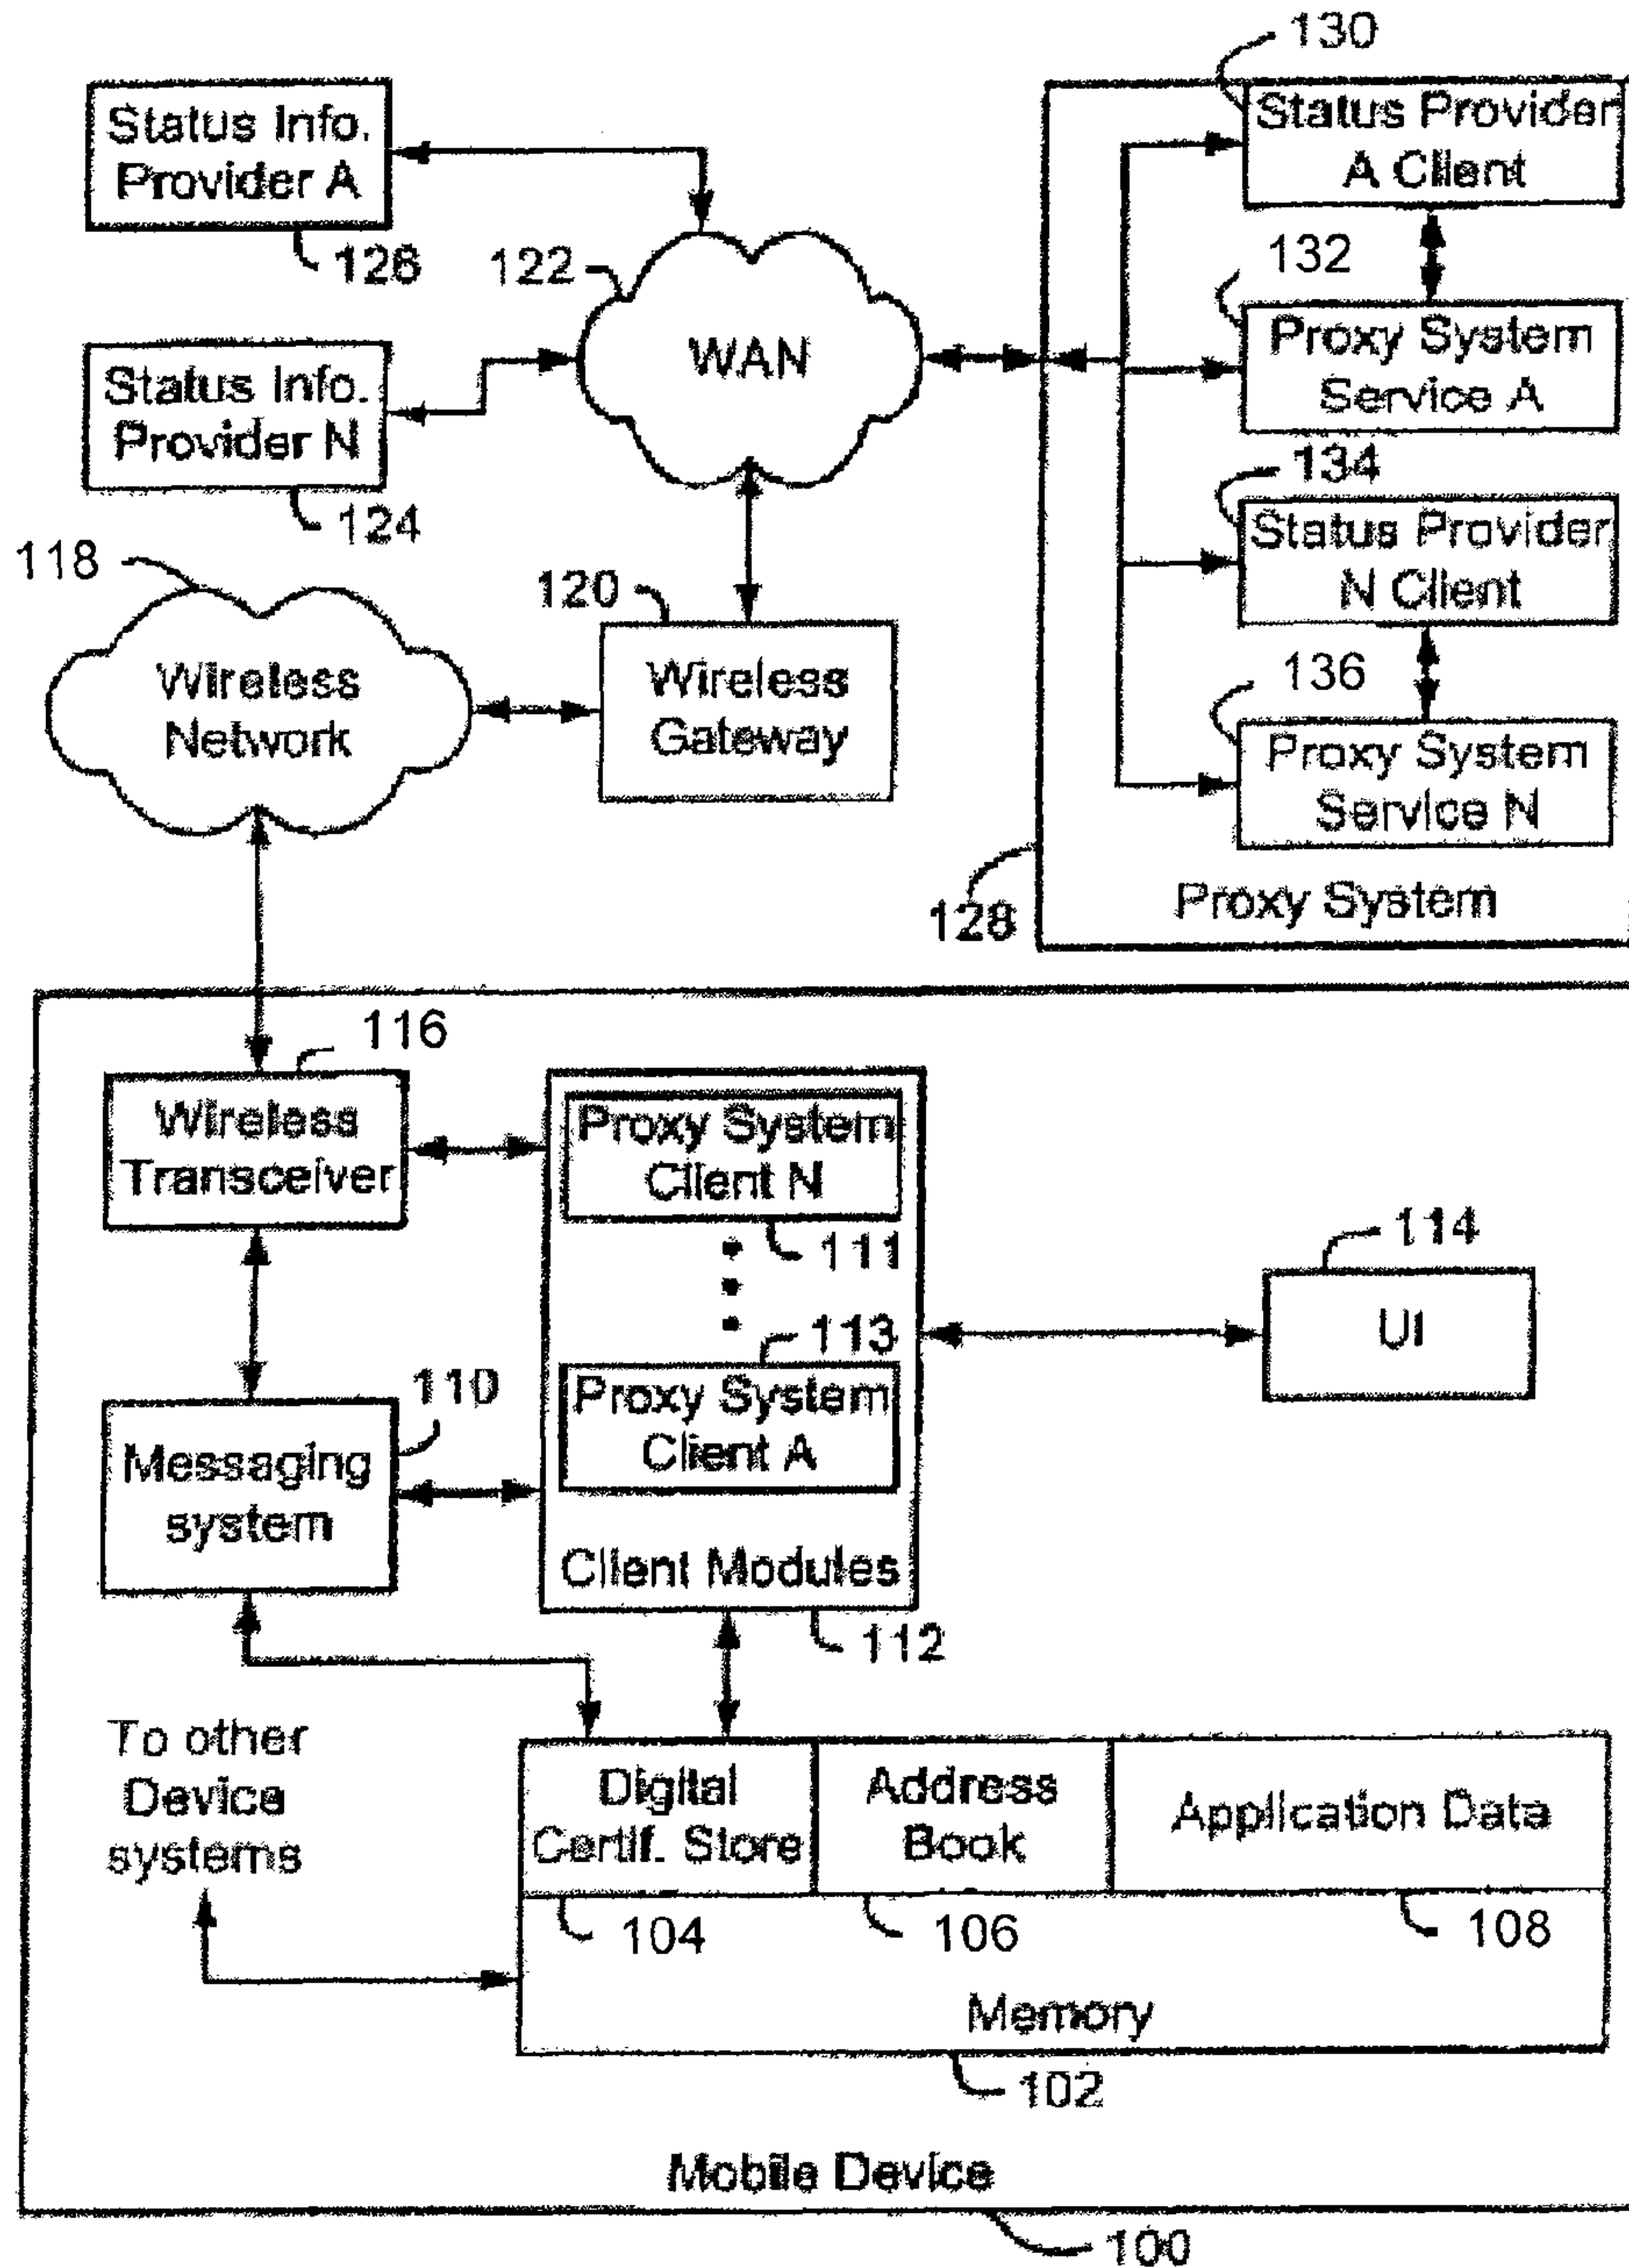 130
Status Info.
Provider A
126
Status Provider
A Client
122
WAN
132
Proxy System
Service A
Status Info.
Provider N
124
134
Status Provider
N Client
118
Wireless
Network
120
Wireless
Gateway
136
Proxy System
Service N
128
Proxy System
116
Wireless
Transceiver
Proxy System
Client N
111
114
UI
113
Proxy System
Client A
110
Messaging
system
Client Modules
112
To other
Device
systems
Digital
Certif. Store
Address
Book
Application Data
104
106
108
Memory
102
Mobile Device
100